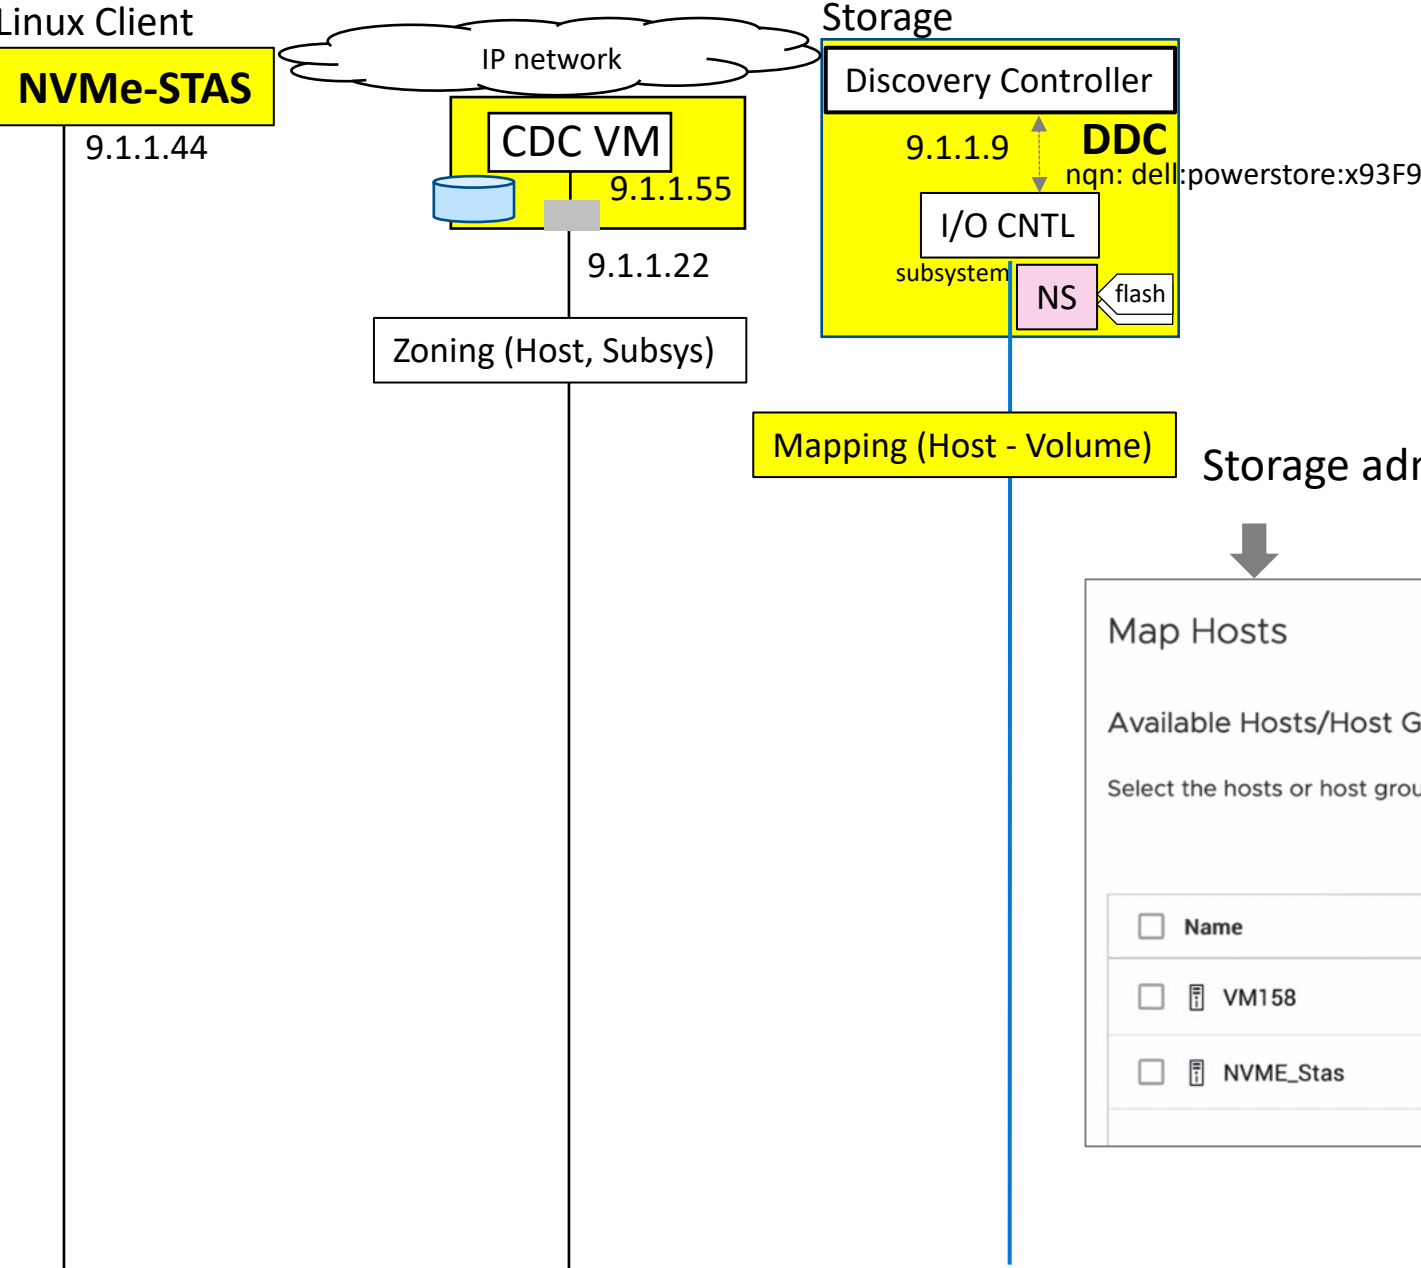 Linux Client
NVMe-STAS
9.1.1.44
IP network
CDC VM
9.1.1.55
9.1.1.22
Zoning (Host, Subsys)
Storage
Discovery Controller
9.1.1.9
DDC
nqn: dell:powerstore:x93F9
I/O CNTL
subsystem
NS
flash
Mapping (Host - Volume)
Storage
Map Hosts
Available Hosts/Host G
Select the hosts or host grou
Name
VM158
NVME_Stas